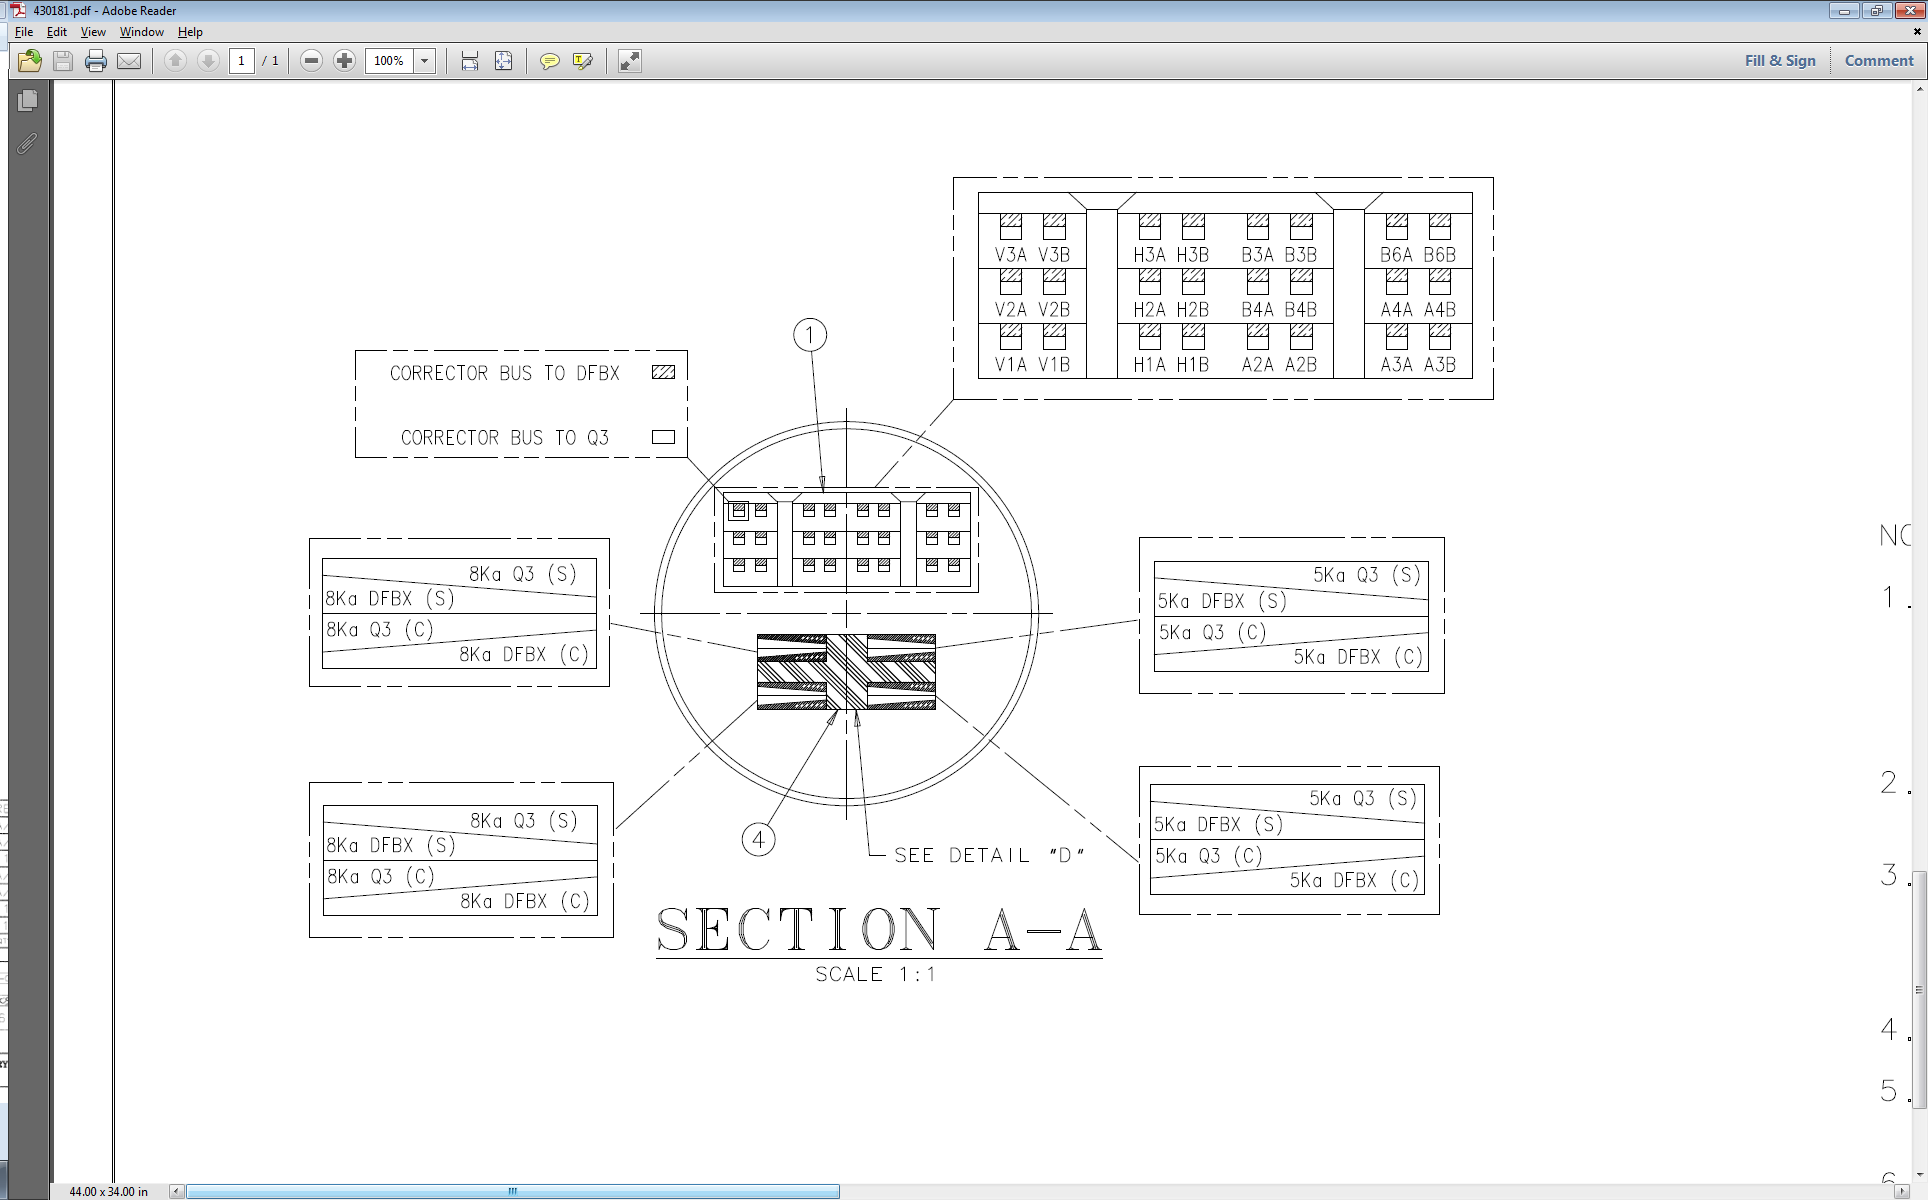 430181.pdf - Adobe Reader
File Edit View Window Help
1 / 1 100% Fill & Sign Comment
V3A V3B H3A H3B B3A B3B B6A B6B
V2A V2B H2A H2B B4A B4B A4A A4B
V1A V1B H1A H1B A2A A2B A3A A3B
1
CORRECTOR BUS TO DFBX
CORRECTOR BUS TO Q3
8Ka Q3 (S)
8Ka DFBX (S)
8Ka Q3 (C)
8Ka DFBX (C)
5Ka Q3 (S)
5Ka DFBX (S)
5Ka Q3 (C)
5Ka DFBX (C)
8Ka Q3 (S)
8Ka DFBX (S)
8Ka Q3 (C)
8Ka DFBX (C)
5Ka Q3 (S)
5Ka DFBX (S)
5Ka Q3 (C)
5Ka DFBX (C)
4
SEE DETAIL "D"
SECTION A-A
SCALE 1:1
1.
2.
3.
4.
5.
44.00 x 34.00 in